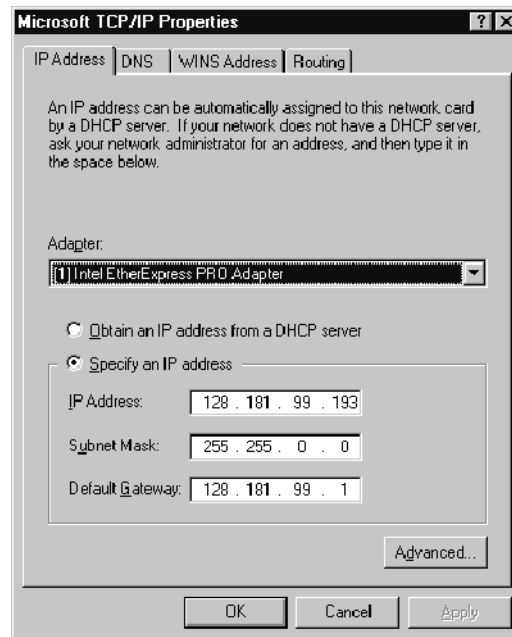 Microsoft TCP/IP Properties
IP Address DNS WINS Address Routing
An IP address can be automatically assigned to this network card
by a DHCP server. If your network does not have a DHCP server,
ask your network administrator for an address, and then type it in
the space below.
Adapter:
[1] Intel EtherExpress PRO Adapter
Obtain an IP address from a DHCP server
Specify an IP address
IP Address: 128 . 181 . 99 . 193
Subnet Mask: 255 . 255 . 0 . 0
Default Gateway: 128 . 181 . 99 . 1
Advanced...
OK Cancel Apply